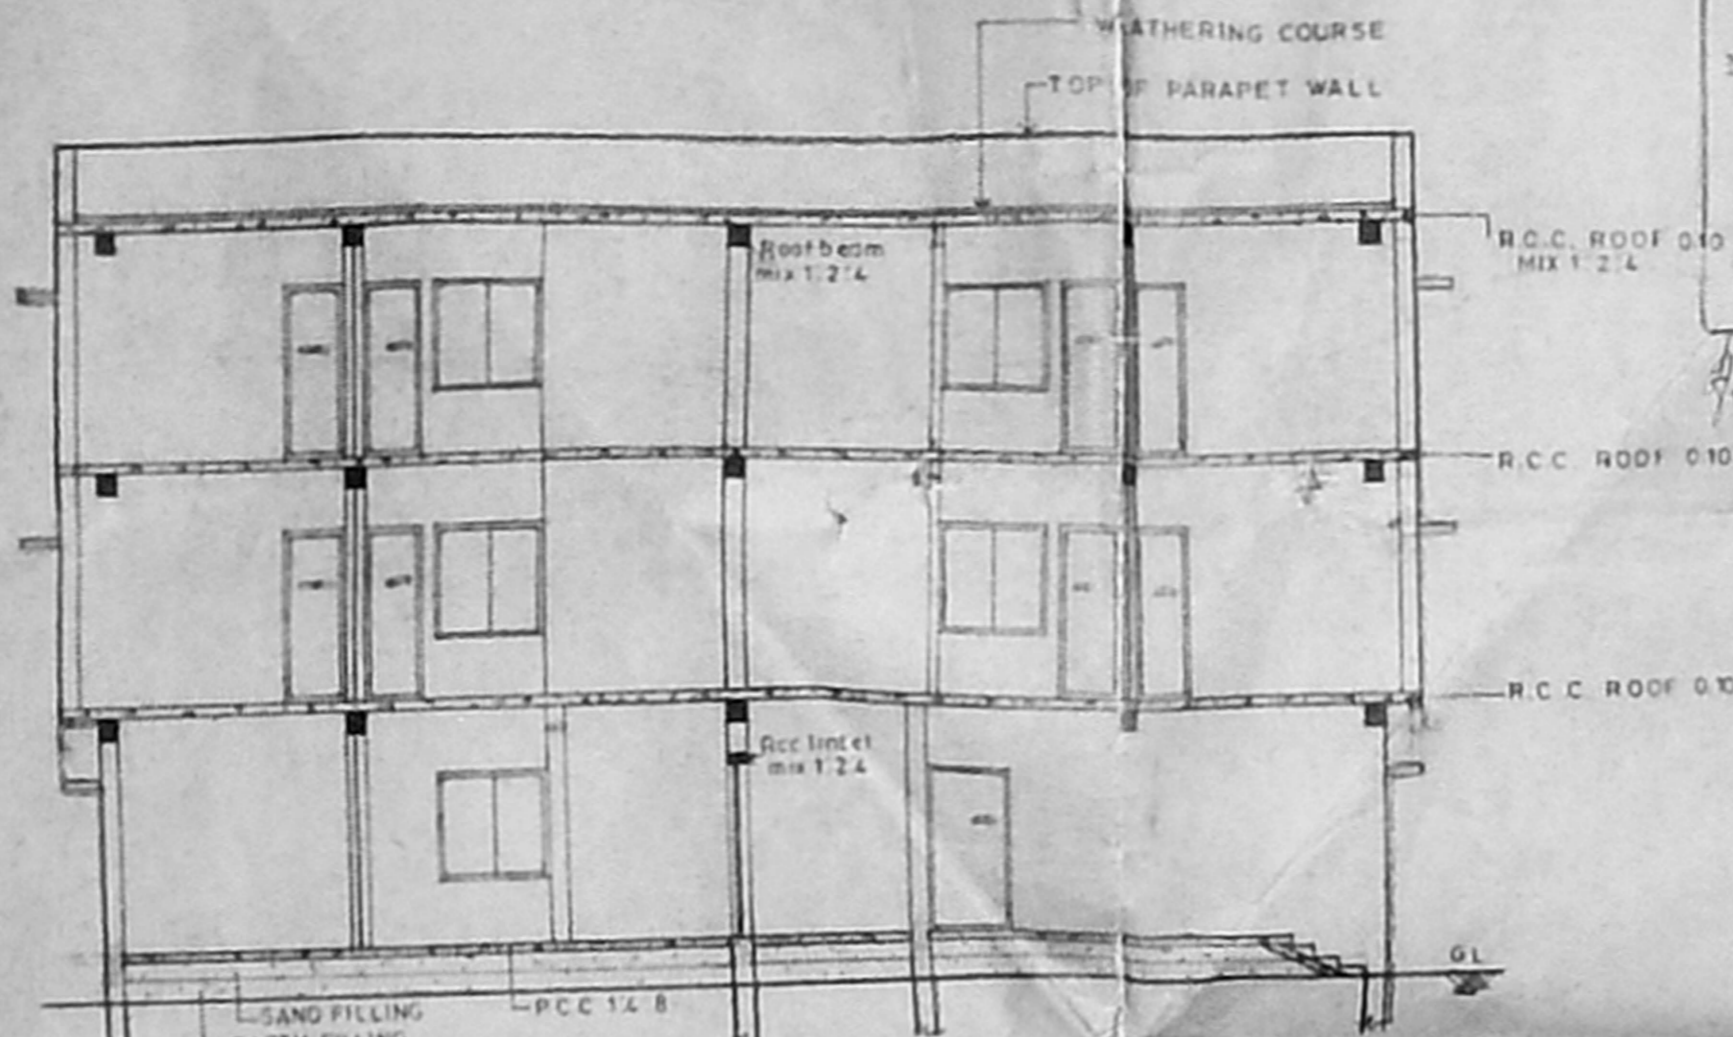 WEATHERING COURSE
TOP OF PARAPET WALL
Roof beam
mix 1:2:4
R.C.C. ROOF 0.10
MIX 1:2:4
R.C.C. ROOF 0.10
R.C.C ROOF 0.10
Rcc lintel
mix 1:2:4
GL
SAND FILLING
P.C.C 1:4:8
FILLING